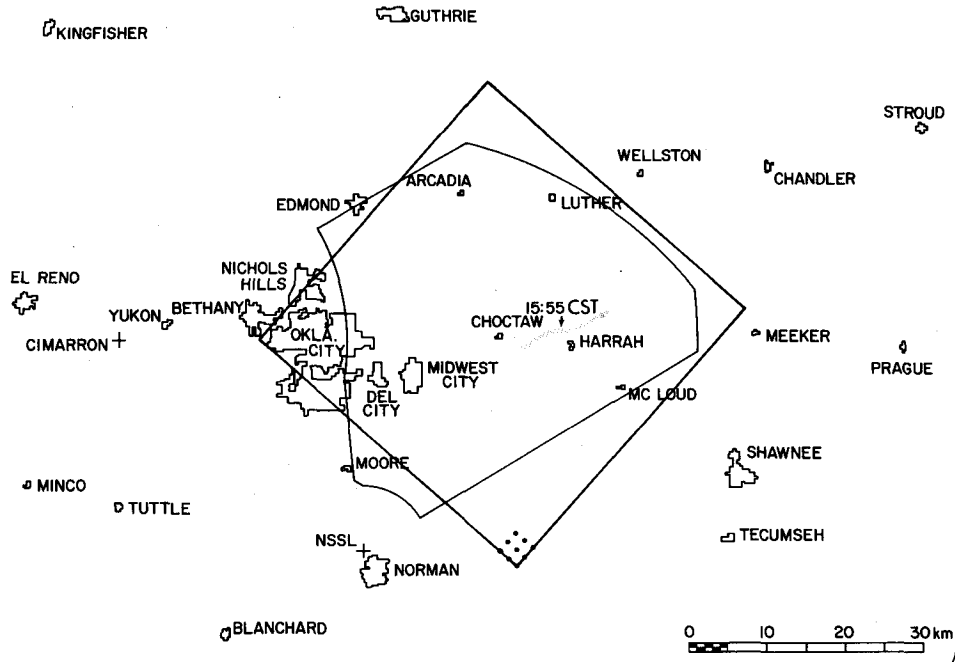 GUTHRIE
KINGFISHER
STROUD
WELLSTON
CHANDLER
ARCADIA
EDMOND
LUTHER
NICHOLS
HILLS
EL RENO
YUKON
BETHANY
15:55 CST
CHOCTAW
OKLA.
CITY
CIMARRON
HARRAH
MEEKER
MIDWEST
CITY
PRAGUE
DEL
CITY
MC LOUD
MOORE
SHAWNEE
MINCO
TUTTLE
NSSL
TECUMSEH
NORMAN
BLANCHARD
0 10 20 30 km